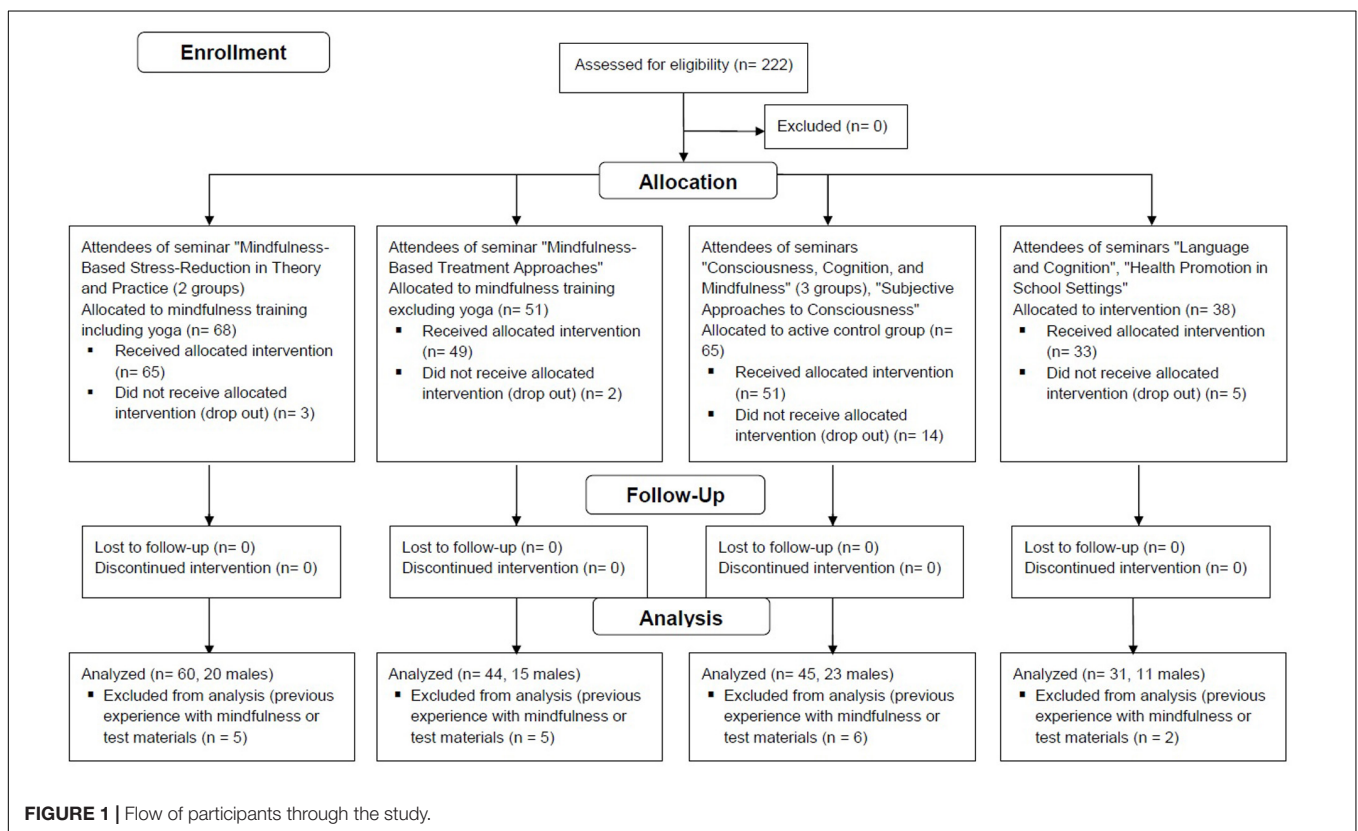 Enrollment
Assessed for eligibility (n= 222)
Excluded (n= 0)
Allocation
Attendees of seminar "Mindfulness-
Based Stress-Reduction in Theory
and Practice (2 groups)
Allocated to mindfulness training
including yoga (n= 68)
▪ Received allocated intervention
(n= 65)
▪ Did not receive allocated
intervention (drop out) (n= 3)
Attendees of seminar "Mindfulness-
Based Treatment Approaches"
Allocated to mindfulness training
excluding yoga (n= 51)
▪ Received allocated intervention
(n= 49)
▪ Did not receive allocated
intervention (drop out) (n= 2)
Attendees of seminars
"Consciousness, Cognition, and
Mindfulness" (3 groups), "Subjective
Approaches to Consciousness"
Allocated to active control group (n=
65)
▪ Received allocated intervention
(n= 51)
▪ Did not receive allocated
intervention (drop out) (n= 14)
Attendees of seminars "Language
and Cognition", "Health Promotion in
School Settings"
Allocated to intervention (n= 38)
▪ Received allocated intervention
(n= 33)
▪ Did not receive allocated
intervention (drop out) (n= 5)
Follow-Up
Lost to follow-up (n= 0)
Discontinued intervention (n= 0)
Lost to follow-up (n= 0)
Discontinued intervention (n= 0)
Lost to follow-up (n= 0)
Discontinued intervention (n= 0)
Lost to follow-up (n= 0)
Discontinued intervention (n= 0)
Analysis
Analyzed (n= 60, 20 males)
▪ Excluded from analysis (previous
experience with mindfulness or
test materials (n = 5)
Analyzed (n= 44, 15 males)
▪ Excluded from analysis (previous
experience with mindfulness or
test materials (n = 5)
Analyzed (n= 45, 23 males)
▪ Excluded from analysis (previous
experience with mindfulness or
test materials (n = 6)
Analyzed (n= 31, 11 males)
▪ Excluded from analysis (previous
experience with mindfulness or
test materials (n = 2)
FIGURE 1 | Flow of participants through the study.